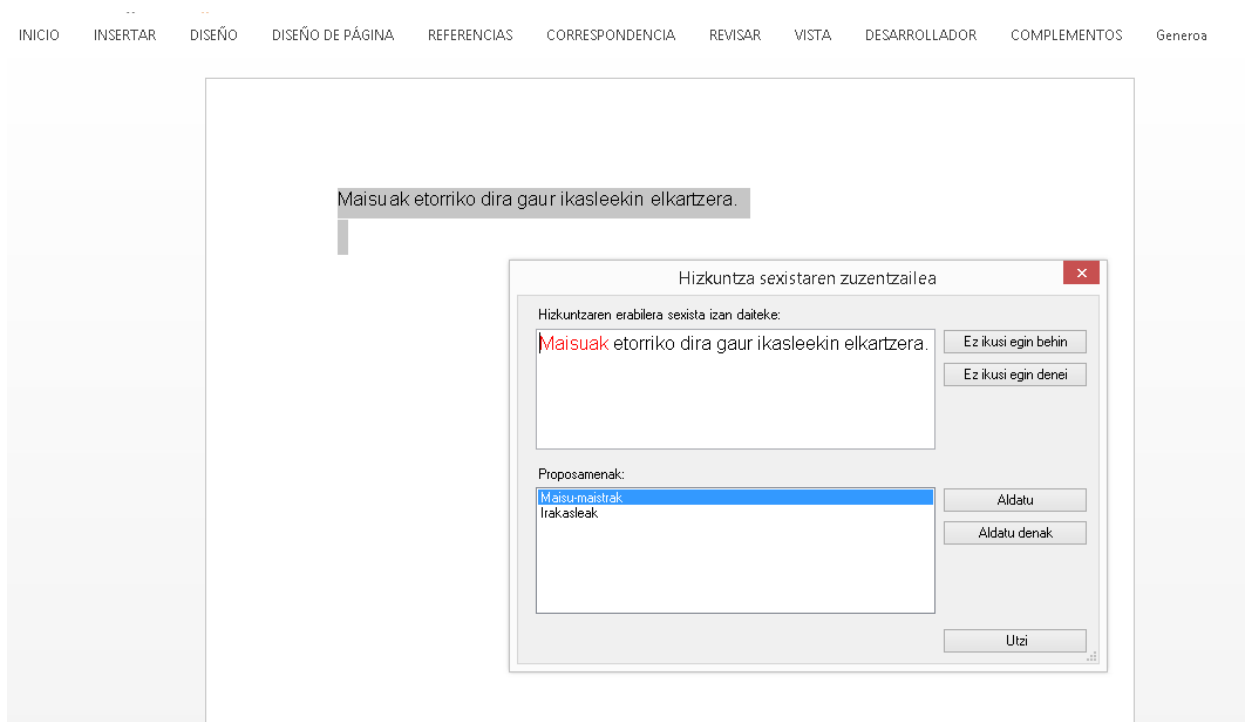 INICIO INSERTAR DISEÑO DISEÑO DE PÁGINA REFERENCIAS CORRESPONDENCIA REVISAR VISTA DESARROLLADOR COMPLEMENTOS Generoa
Maisuak etorriko dira gaur ikasleekin elkartzera.
Hizkuntza sexistaren zuzentzailea
Hizkuntzaren erabilera sexista izan daiteke:
Maisuak etorriko dira gaur ikasleekin elkartzera.
Ez ikusi egin behin
Ez ikusi egin denei
Proposamenak:
Maisu-maistrak
Irakasleak
Aldatu
Aldatu denak
Utzi